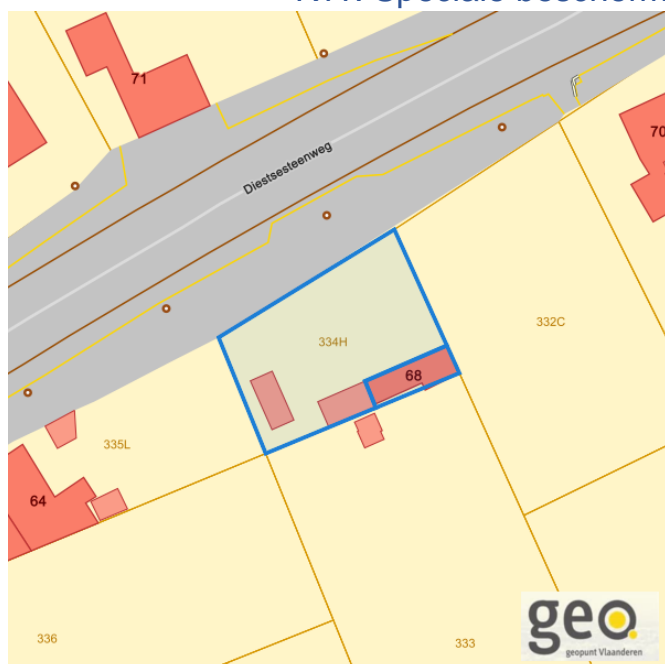 71
Diestsesteenweg
70
334H
332C
68
335L
64
336
333
geo.
geopunt Vlaanderen